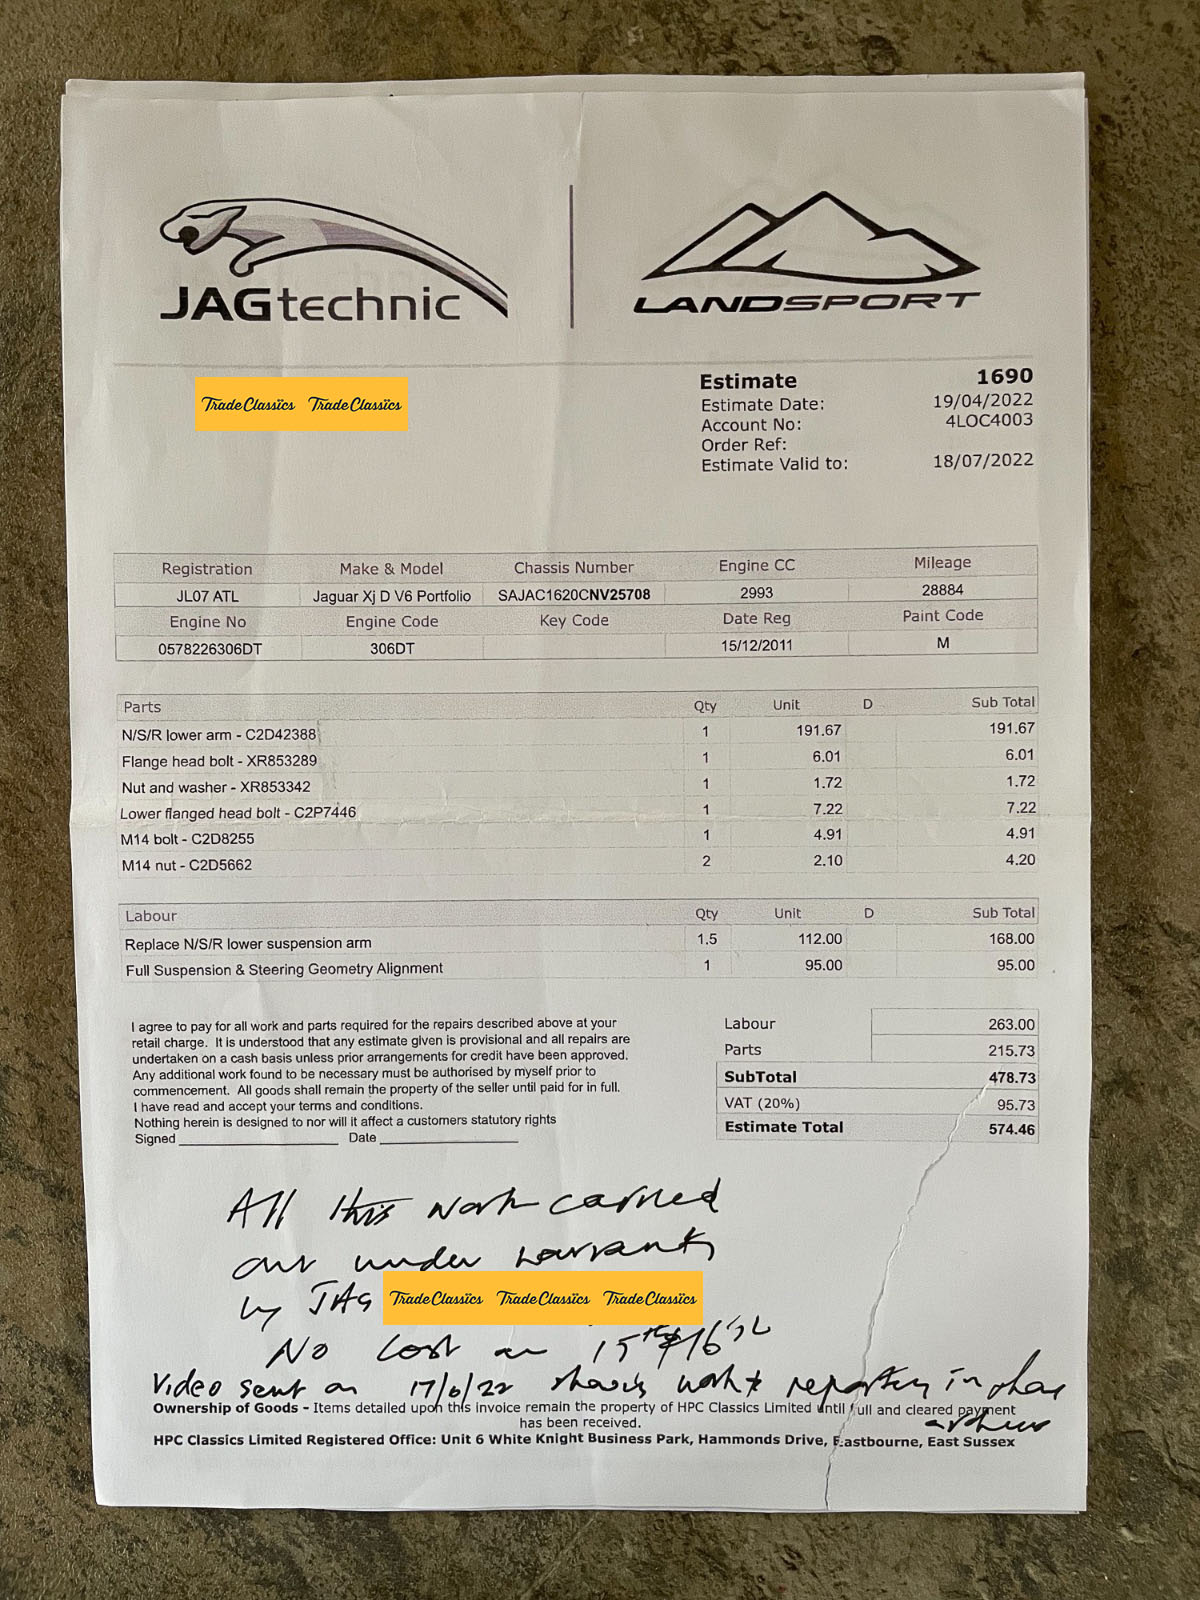 JAGtechnic
LANDSPORT
TradeClassics TradeClassics
Estimate 1690
Estimate Date: 19/04/2022
Account No: 4LOC4003
Order Ref:
Estimate Valid to: 18/07/2022
Registration Make & Model Chassis Number Engine CC Mileage
JL07 ATL Jaguar Xj D V6 Portfolio SAJAC1620CNV25708 2993 28884
Engine No Engine Code Key Code Date Reg Paint Code
0578226306DT 306DT 15/12/2011 M
Parts Qty Unit D Sub Total
N/S/R lower arm - C2D42388 1 191.67 191.67
Flange head bolt - XR853289 1 6.01 6.01
Nut and washer - XR853342 1 1.72 1.72
Lower flanged head bolt - C2P7446 1 7.22 7.22
M14 bolt - C2D8255 1 4.91 4.91
M14 nut - C2D5662 2 2.10 4.20
Labour Qty Unit D Sub Total
Replace N/S/R lower suspension arm 1.5 112.00 168.00
Full Suspension & Steering Geometry Alignment 1 95.00 95.00
I agree to pay for all work and parts required for the repairs described above at your
retail charge. It is understood that any estimate given is provisional and all repairs are
undertaken on a cash basis unless prior arrangements for credit have been approved.
Any additional work found to be necessary must be authorised by myself prior to
commencement. All goods shall remain the property of the seller until paid for in full.
I have read and accept your terms and conditions.
Nothing herein is designed to nor will it affect a customers statutory rights
Signed Date
Labour 263.00
Parts 215.73
SubTotal 478.73
VAT (20%) 95.73
Estimate Total 574.46
All this work carried
out under warranty
by JAG TradeClassics TradeClassics TradeClassics
No cost on 15th 16
Video sent on 17/6/22 work
Ownership of Goods - Items detailed upon this invoice remain the property of HPC Classics Limited until full and cleared payment
has been received.
HPC Classics Limited Registered Office: Unit 6 White Knight Business Park, Hammonds Drive, Eastbourne, East Sussex